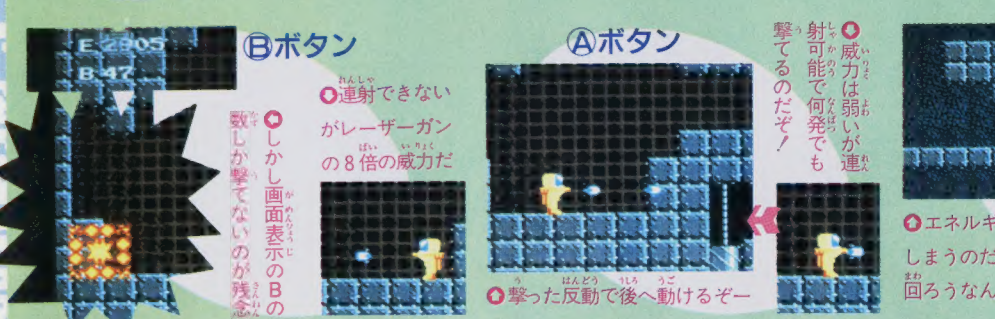 撃てるのだぞ!
射可能で何発でも
威力は弱いが連
Ⓐボタン
撃った反動で後へ動けるぞー
Ⓑボタン
連射できない
がレーザーガン
の8倍の威力だ
しかし画面表示のBの
数しか撃てないのが残念
E 2905
B 47
エネルギ
しまうのだ
回ろうなん